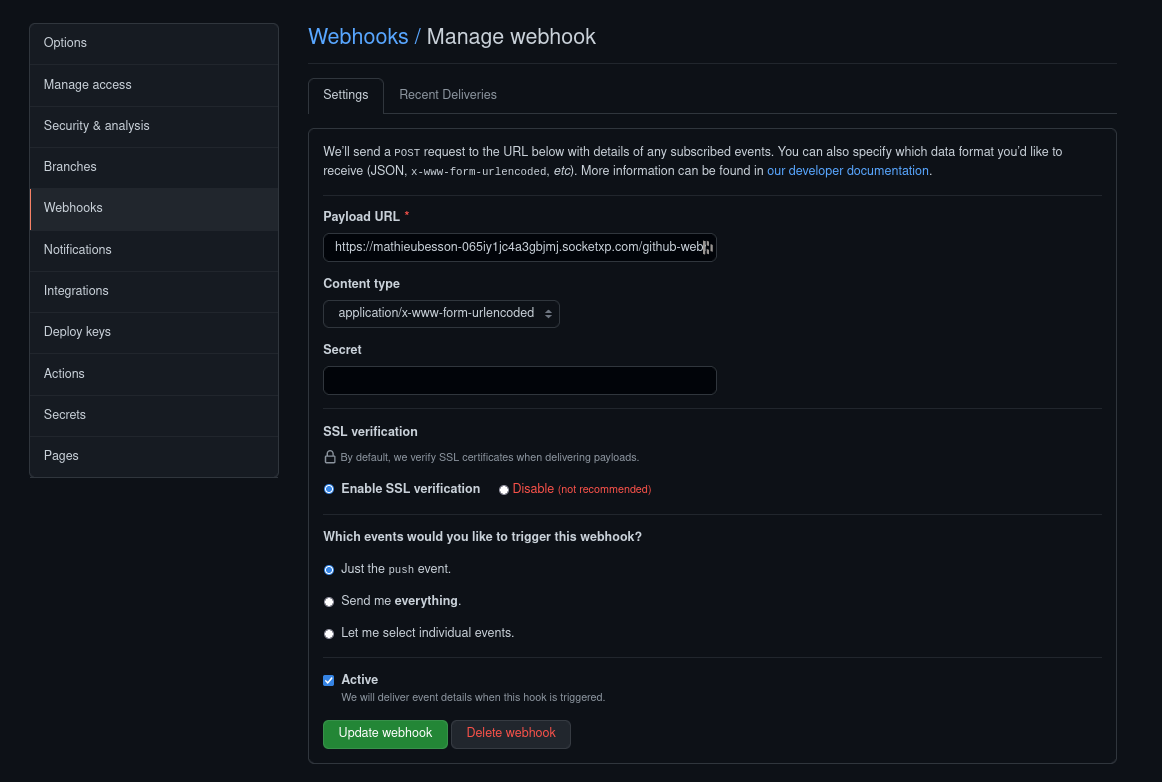 Options
Manage access
Security & analysis
Branches
Webhooks
Notifications
Integrations
Deploy keys
Actions
Secrets
Pages
Webhooks / Manage webhook
Settings
Recent Deliveries
We’ll send a POST request to the URL below with details of any subscribed events. You can also specify which data format you’d like to
receive (JSON, x-www-form-urlencoded, etc). More information can be found in our developer documentation.
Payload URL *
https://mathieubesson-065iy1jc4a3gbjmj.socketxp.com/github-web
Content type
application/x-www-form-urlencoded
Secret
SSL verification
By default, we verify SSL certificates when delivering payloads.
Enable SSL verification
Disable (not recommended)
Which events would you like to trigger this webhook?
Just the push event.
Send me everything.
Let me select individual events.
Active
We will deliver event details when this hook is triggered.
Update webhook
Delete webhook